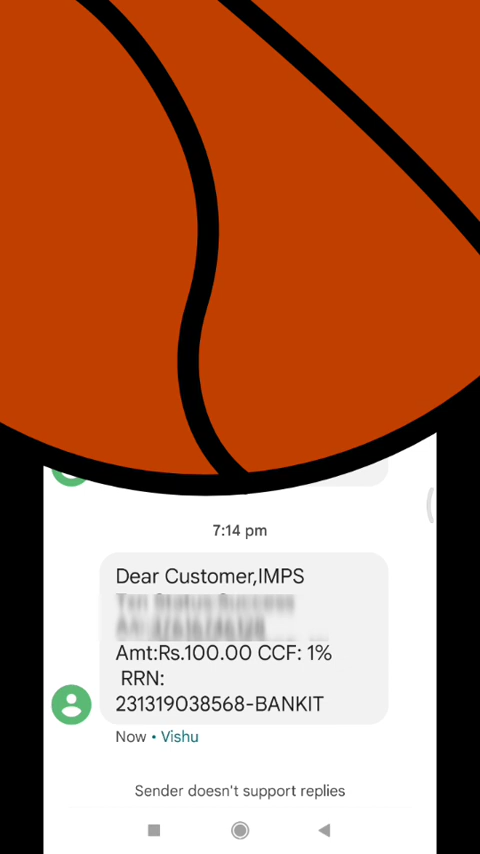 7:14 pm
Dear Customer,IMPS
Amt:Rs.100.00 CCF: 1%
RRN:
231319038568-BANKIT
Now • Vishu
Sender doesn't support replies